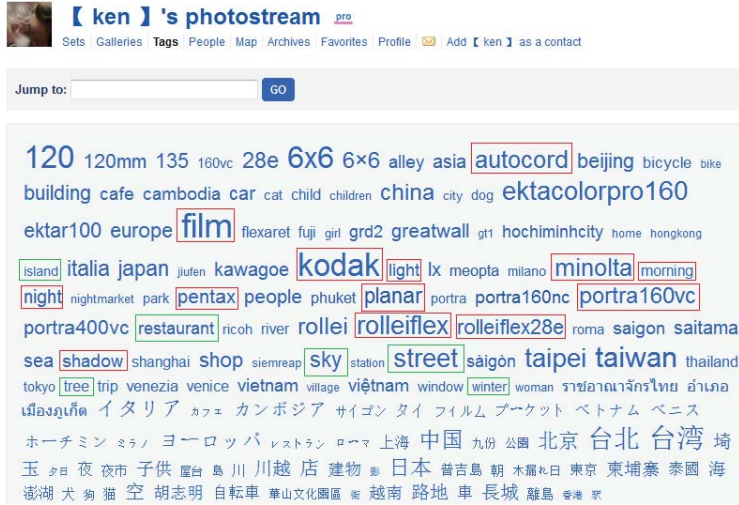 【 ken 】's photostream pro
Sets Galleries Tags People Map Archives Favorites Profile Add 【 ken 】 as a contact
Jump to: GO
120 120mm 135 160vc 28e 6x6 6×6 alley asia autocord beijing bicycle bike
building cafe cambodia car cat child children china city dog ektacolorpro160
ektar100 europe film flexaret fuji girl grd2 greatwall gt1 hochiminhcity home hongkong
island italia japan jiufen kawagoe kodak light lx meopta milano minolta morning
night nightmarket park pentax people phuket planar portra portra160nc portra160vc
portra400vc restaurant ricoh river rollei rolleiflex rolleiflex28e roma saigon saitama
sea shadow shanghai shop siemreap sky station street sàigòn taipei taiwan thailand
tokyo tree trip venezia venice vietnam village việtnam window winter woman ราชอาณาจักรไทย อําเภอ
เมืองภูเก็ต イタリア カフェ カンボジア サイゴン タイ フィルム プーケット ベトナム ベニス
ホーチミン ミラノ ヨーロッパ レストラン ローマ 上海 中国 九份 公園 北京 台北 台湾 埼
玉 夕日 夜 夜市 子供 屋台 島 川 川越 店 建物 影 日本 普吉島 朝 木漏れ日 東京 柬埔寨 泰國 海
澎湖 犬 狗 猫 空 胡志明 自転車 華山文化園區 街 越南 路地 車 長城 離島 香港 駅